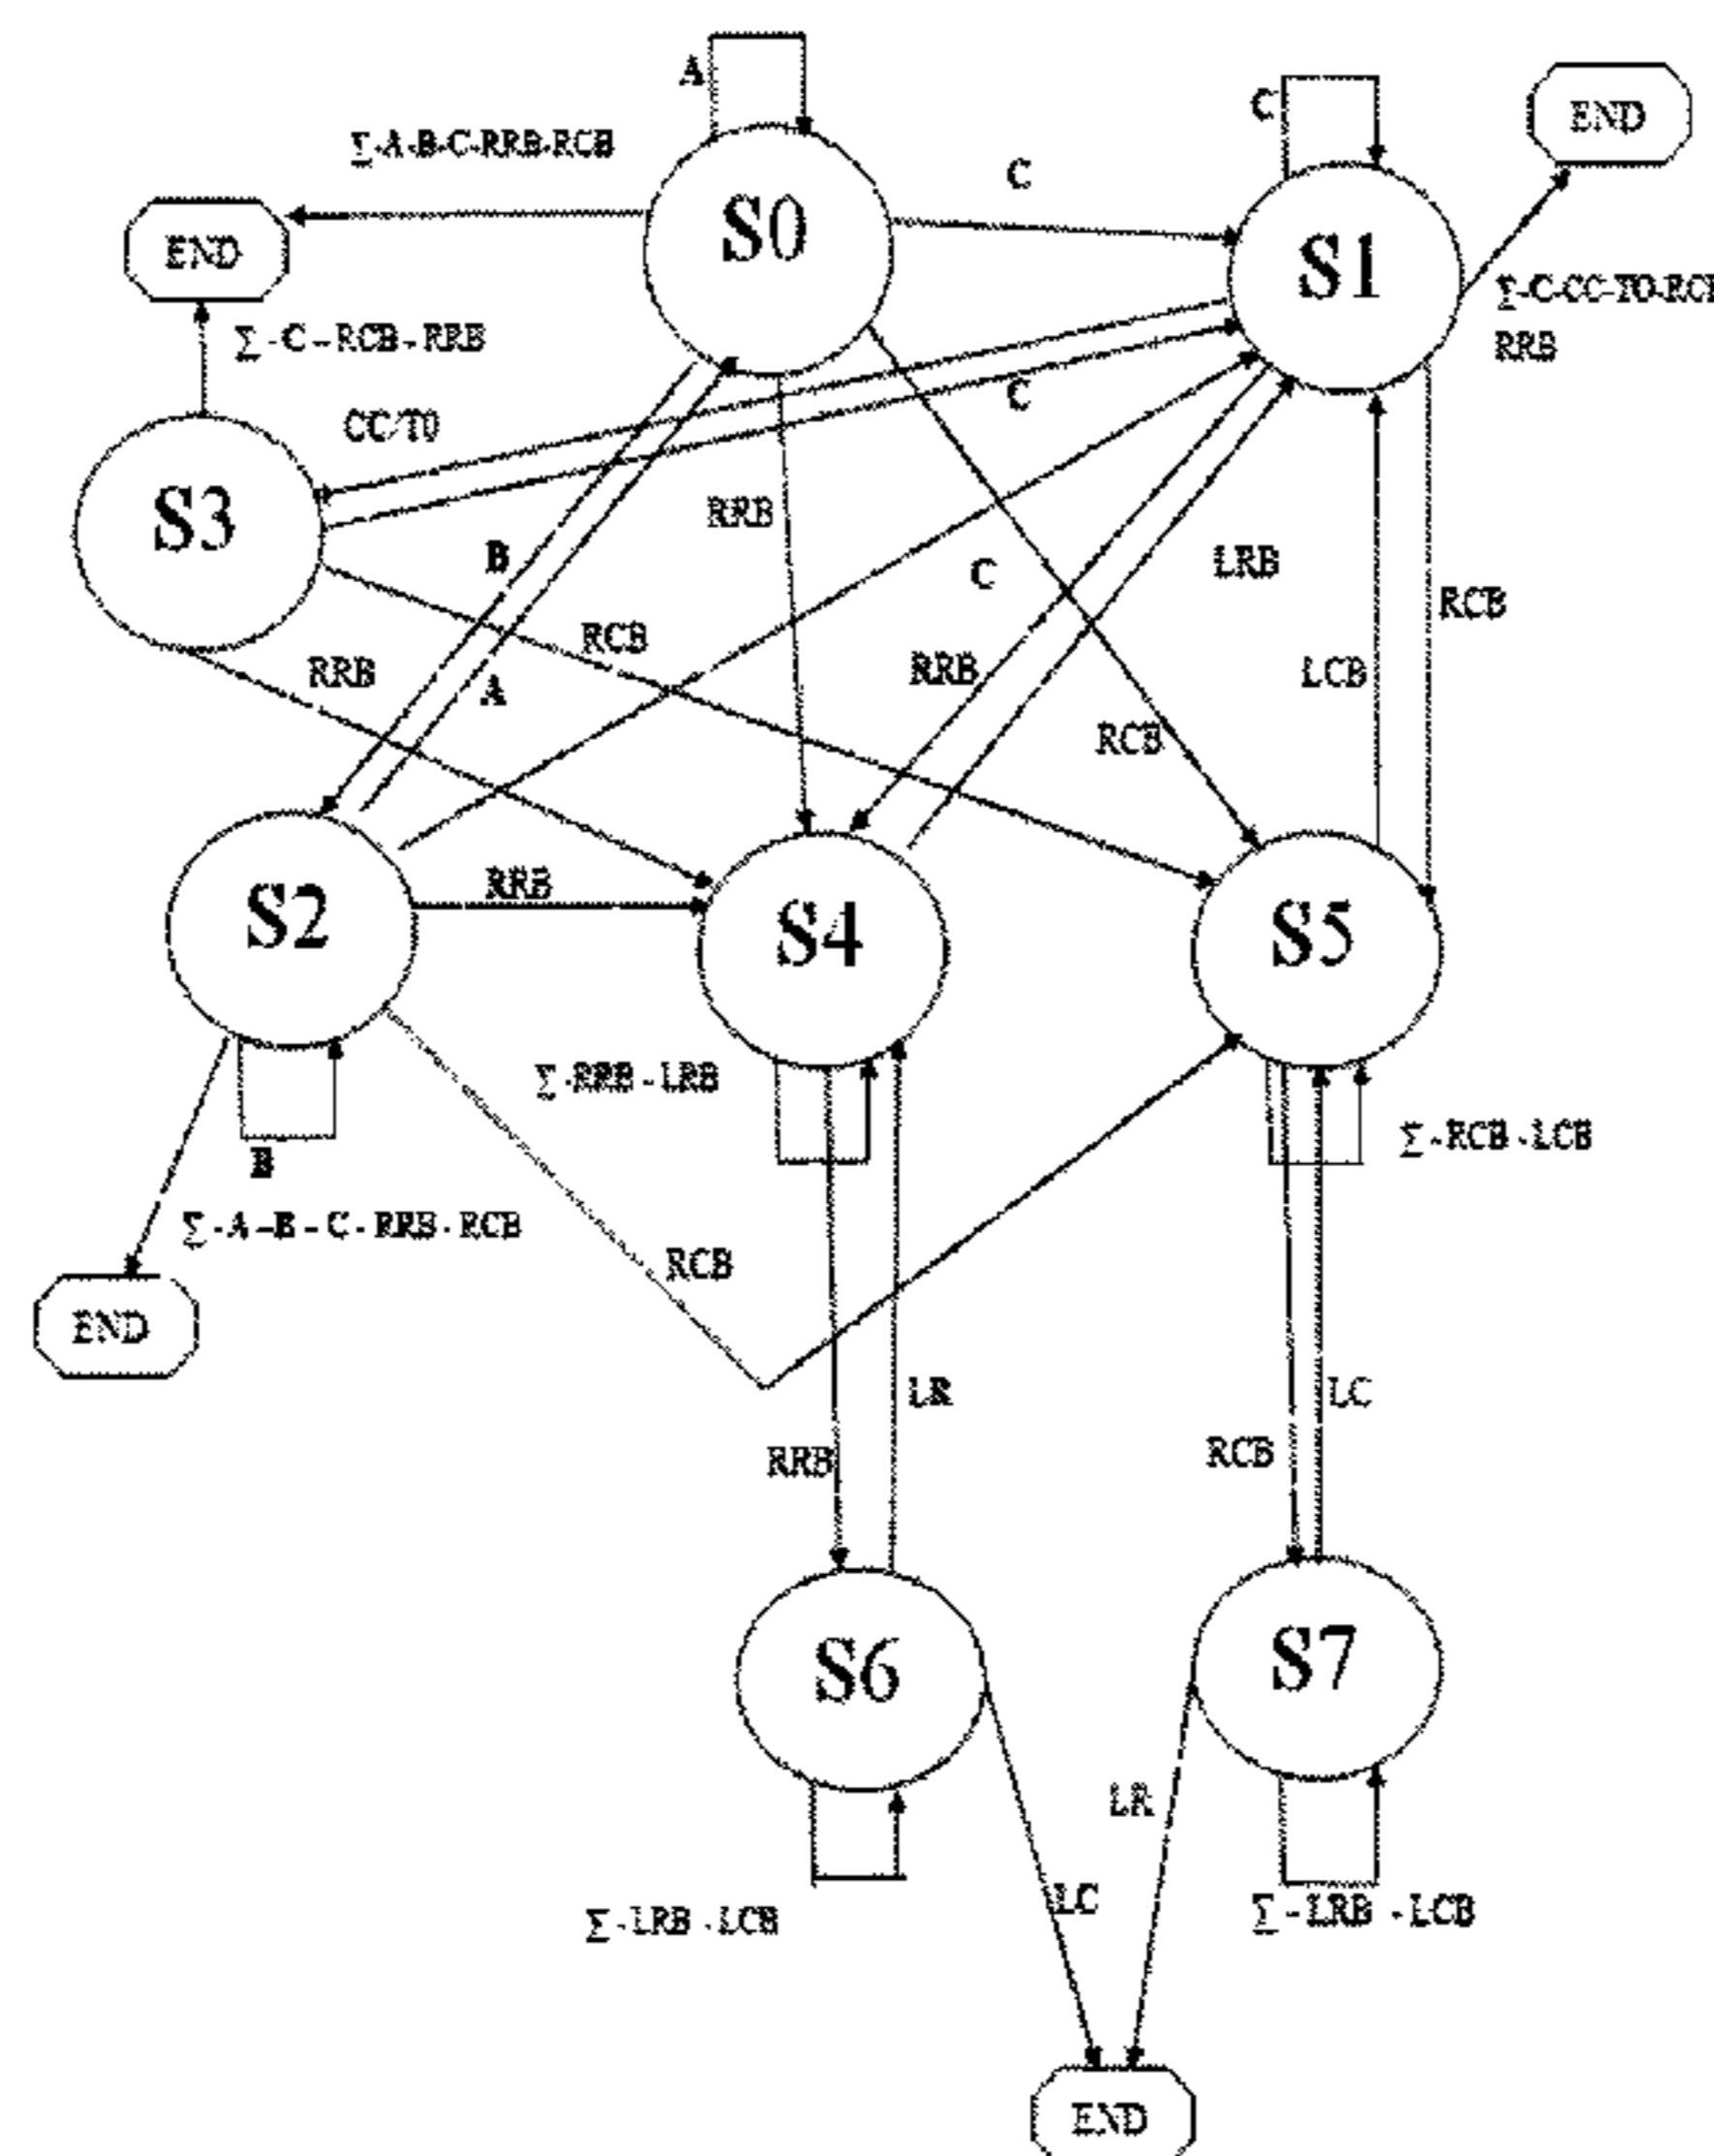 A
C
END
∑-A-B-C-RRB-RCB
S0
C
S1
END
∑-C-CC-TO-RCB
RRB
∑ -C - RCB - RRB
CC/T0
C
S3
RRB
B
C
LRB
RCB
RCB
RRB
A
RRB
LCB
RCB
RRB
S2
S4
S5
∑ -RRB - LRB
∑ - RCB - LCB
B
∑ -A -B - C - RRB - RCB
RCB
END
LR
LC
RRB
RCB
S6
S7
LR
LC
∑ - LRB - LCB
∑ - LRB - LCB
END